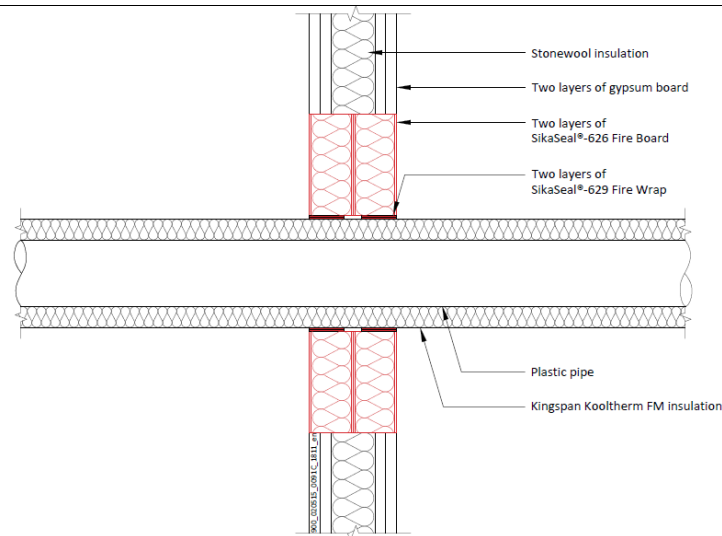 Stonewool insulation
Two layers of gypsum board
Two layers of
SikaSeal®-626 Fire Board
Two layers of
SikaSeal®-629 Fire Wrap
Plastic pipe
Kingspan Kooltherm FM insulation
900_020515_0091C_1811_en